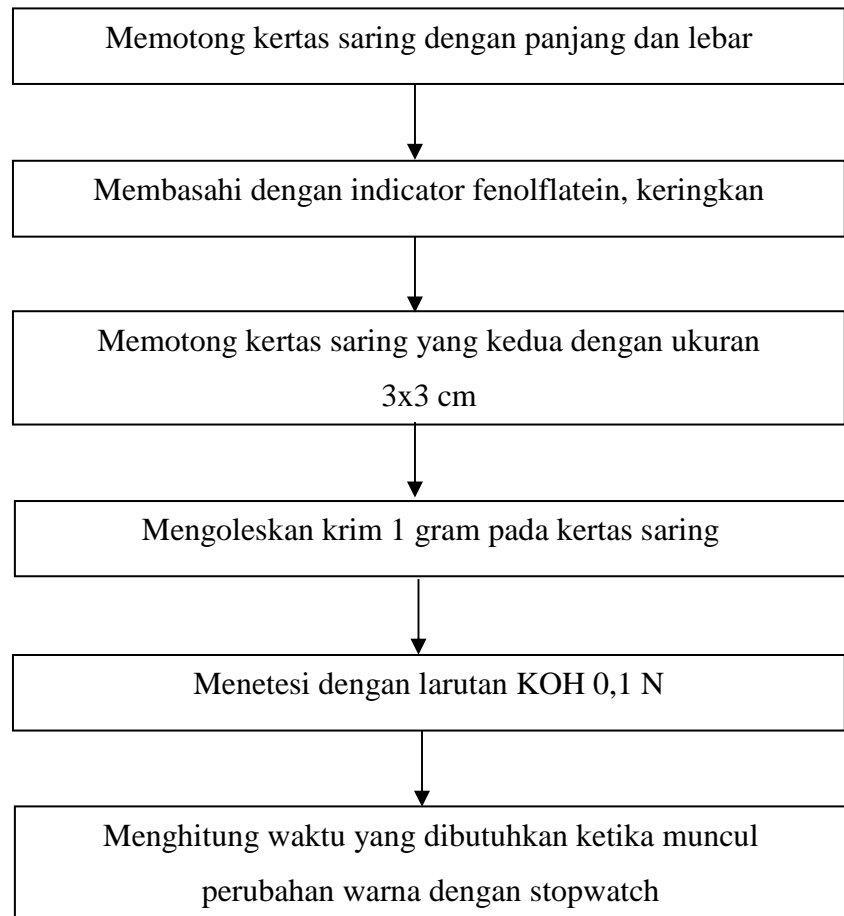 Memotong kertas saring dengan panjang dan lebar
Membasahi dengan indicator fenolflatein, keringkan
Memotong kertas saring yang kedua dengan ukuran
3x3 cm
Mengoleskan krim 1 gram pada kertas saring
Menetesi dengan larutan KOH 0,1 N
Menghitung waktu yang dibutuhkan ketika muncul
perubahan warna dengan stopwatch